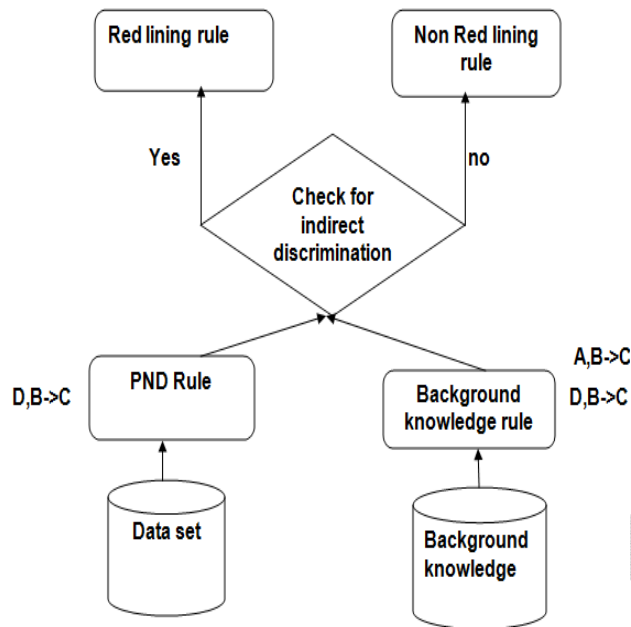 Red lining rule
Non Red lining
rule
Yes
no
Check for
indirect
discrimination
A,B->C
D,B->C
PND Rule
Background
knowledge rule
D,B->C
Data set
Background
knowledge